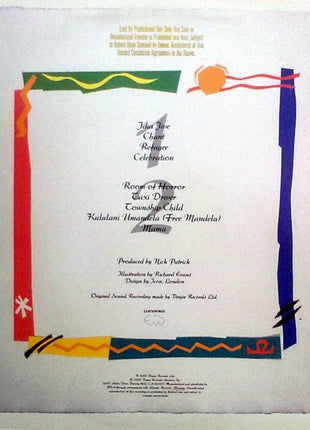 Lent for Promotional Use Only. Any Sale or
Unauthorized Transfer is Prohibited and Void. Subject
to Return Upon Demand by Owner. Acceptance of this
Record Constitutes Agreement to the Above.
1
Jika Jive
Chant
Refugee
Celebration
2
Room of Horror
Taxi Driver
Township Child
Kalulani Umandela (Free Mandela)
Mama
Produced by Nick Patrick
Illustration by Richard Evans
Design by Icon, London
Original Sound Recording made by Virgin Records Ltd.